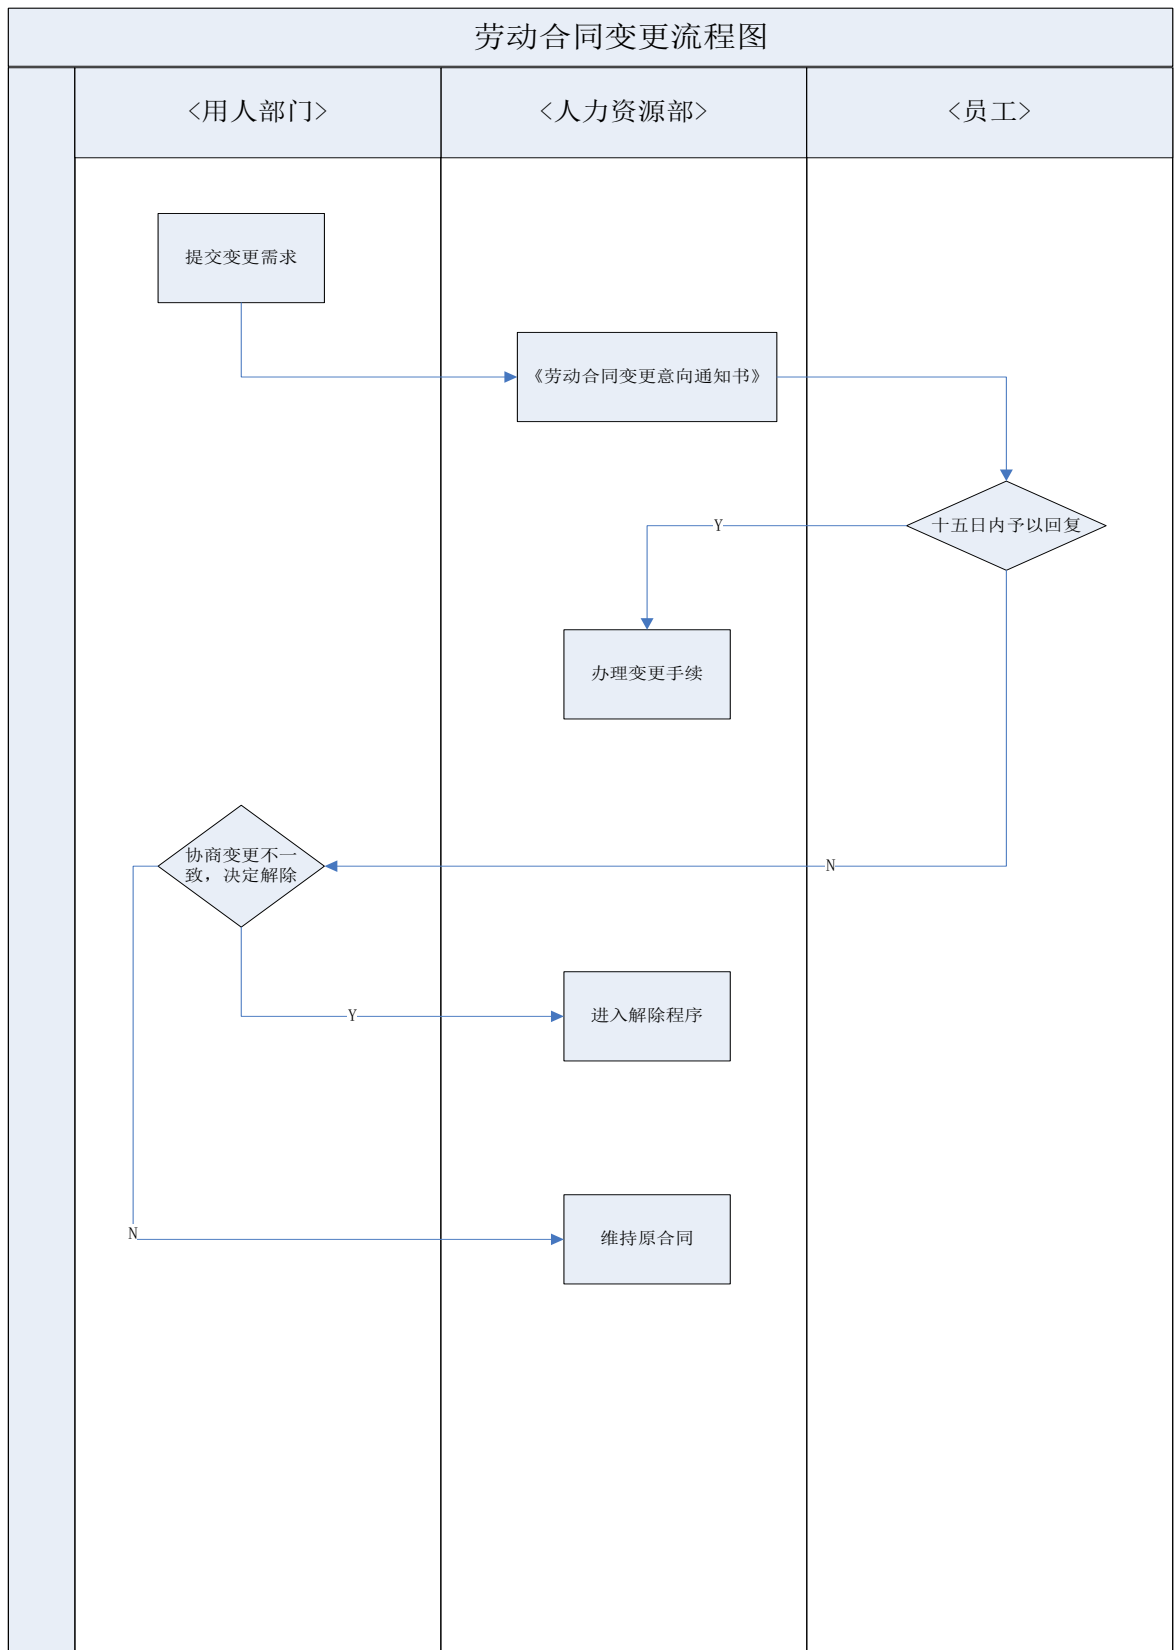 劳动合同变更流程图
<用人部门>
<人力资源部>
<员工>
提交变更需求
《劳动合同变更意向通知书》
十五日内予以回复
Y
办理变更手续
协商变更不一
致，决定解除
N
Y
进入解除程序
N
维持原合同